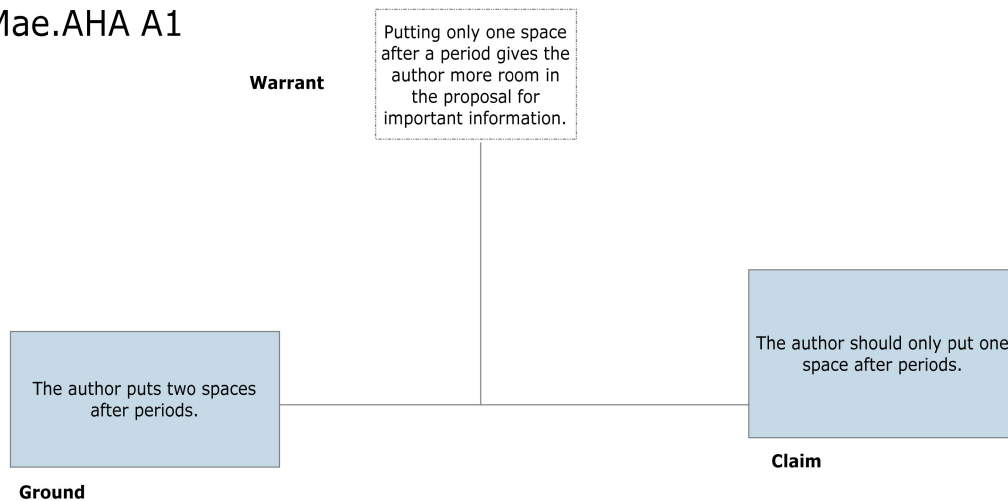 Mae.AHA A1
Warrant
Putting only one space
after a period gives the
author more room in
the proposal for
important information.
The author puts two spaces
after periods.
Ground
The author should only put one
space after periods.
Claim